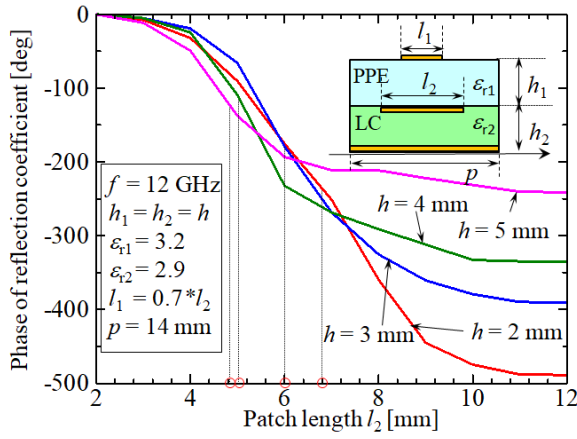 Phase of reflection coefficient [deg]
0
-100
-200
-300
-400
-500
2
4
6
8
10
12
Patch length l₂ [mm]
f = 12 GHz
h₁ = h₂ = h
εr1 = 3.2
εr2 = 2.9
l₁ = 0.7*l₂
p = 14 mm
l₁
PPE
l₂
εr1
h₁
LC
εr2
h₂
p
h = 4 mm
h = 5 mm
h = 3 mm
h = 2 mm